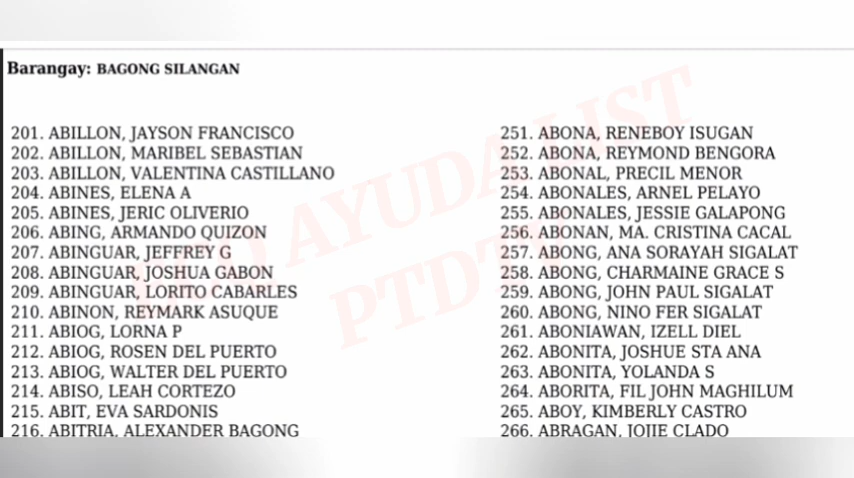 Barangay: BAGONG SILANGAN
201. ABILLON, JAYSON FRANCISCO
202. ABILLON, MARIBEL SEBASTIAN
203. ABILLON, VALENTINA CASTILLANO
204. ABINES, ELENA A
205. ABINES, JERIC OLIVERIO
206. ABING, ARMANDO QUIZON
207. ABINGUAR, JEFFREY G
208. ABINGUAR, JOSHUA GABON
209. ABINGUAR, LORITO CABARLES
210. ABINON, REYMARK ASUQUE
211. ABIOG, LORNA P
212. ABIOG, ROSEN DEL PUERTO
213. ABIOG, WALTER DEL PUERTO
214. ABISO, LEAH CORTEZO
215. ABIT, EVA SARDONIS
216. ABITRIA, ALEXANDER BAGONG
251. ABONA, RENEBOY ISUGAN
252. ABONA, REYMOND BENGORA
253. ABONAL, PRECIL MENOR
254. ABONALES, ARNEL PELAYO
255. ABONALES, JESSIE GALAPONG
256. ABONAN, MA. CRISTINA CACAL
257. ABONG, ANA SORAYAH SIGALAT
258. ABONG, CHARMAINE GRACE S
259. ABONG, JOHN PAUL SIGALAT
260. ABONG, NINO FER SIGALAT
261. ABONIAWAN, IZELL DIEL
262. ABONITA, JOSHUE STA ANA
263. ABONITA, YOLANDA S
264. ABORITA, FIL JOHN MAGHILUM
265. ABOY, KIMBERLY CASTRO
266. ABRAGAN, JOJIE CLADO
AYUDA LIST